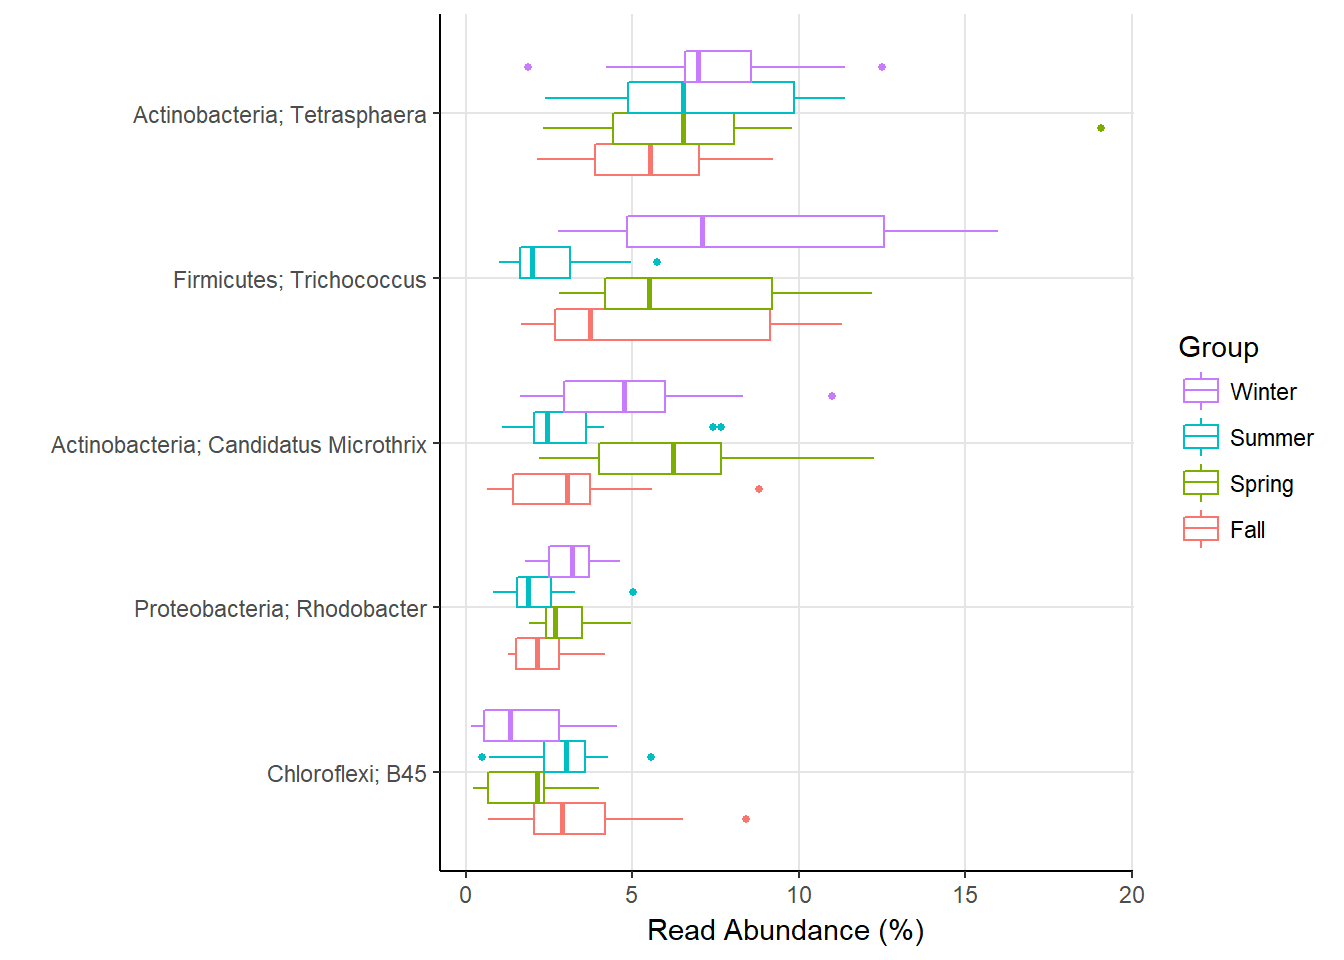 Actinobacteria; Tetrasphaera
Firmicutes; Trichococcus
Actinobacteria; Candidatus Microthrix
Proteobacteria; Rhodobacter
Chloroflexi; B45
0 5 10 15 20
Read Abundance (%)
Group
Winter
Summer
Spring
Fall